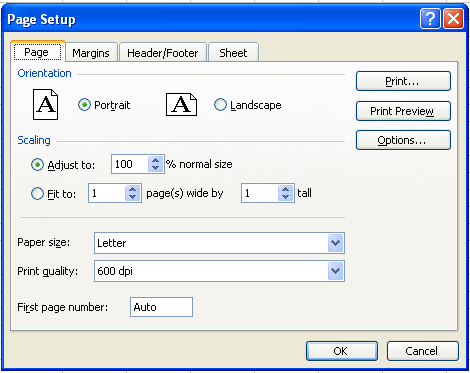 Page Setup
Page Margins Header/Footer Sheet
Orientation
A Portrait A Landscape
Print...
Print Preview
Options...
Scaling
Adjust to: 100 % normal size
Fit to: 1 page(s) wide by 1 tall
Paper size: Letter
Print quality: 600 dpi
First page number: Auto
OK Cancel